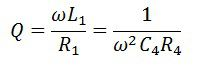 Q = ωL₁/R₁ = 1/ω²C₄R₄